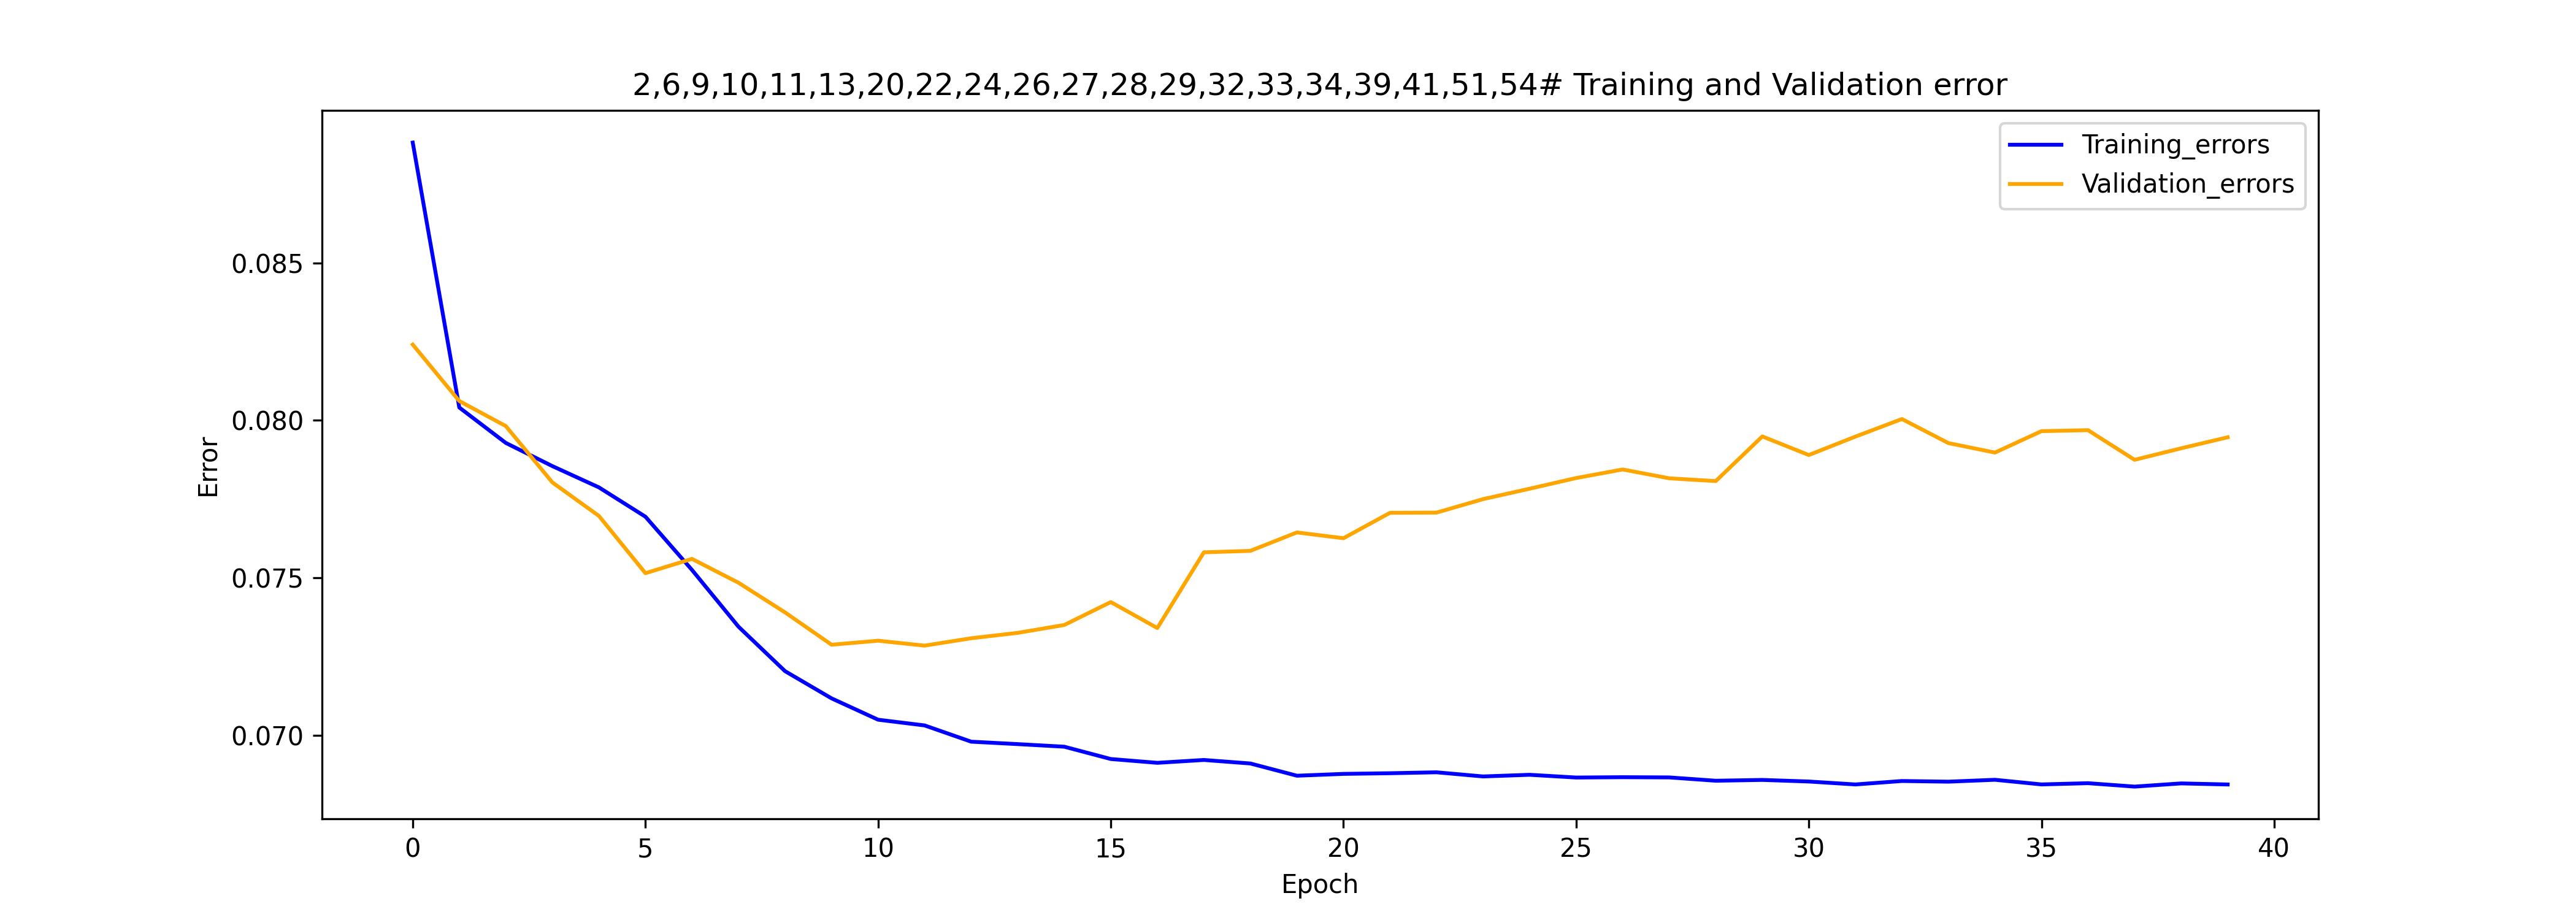 2,6,9,10,11,13,20,22,24,26,27,28,29,32,33,34,39,41,51,54# Training and Validation error
Training_errors
Validation_errors
0.085
0.080
0.075
0.070
Error
0 5 10 15 20 25 30 35 40
Epoch